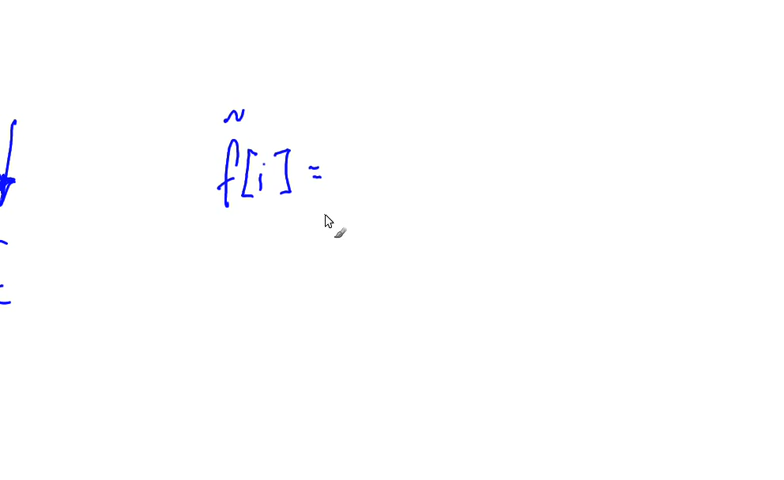 f̃[i] =